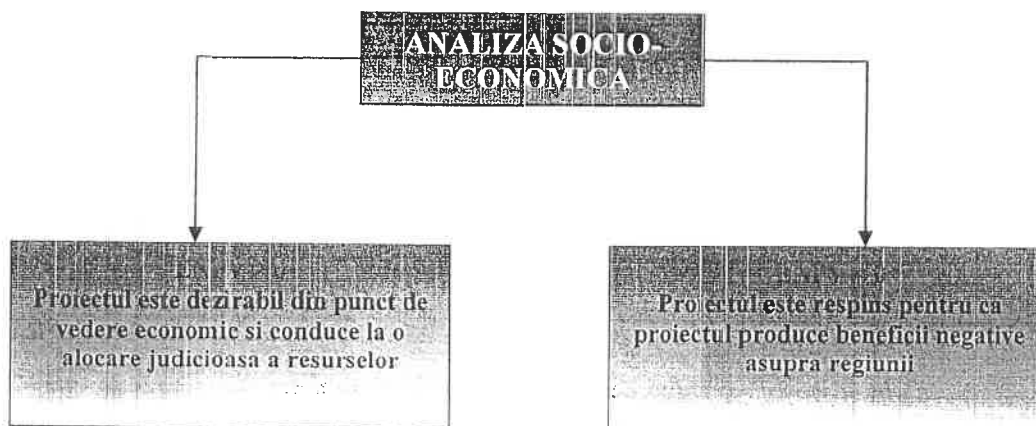 ANALIZA SOCIO-
ECONOMICA
Proiectul este dezirabil din punct de
vedere economic si conduce la o
alocare judicioasa a resurselor
Proiectul este respins pentru ca
proiectul produce beneficii negative
asupra regiunii